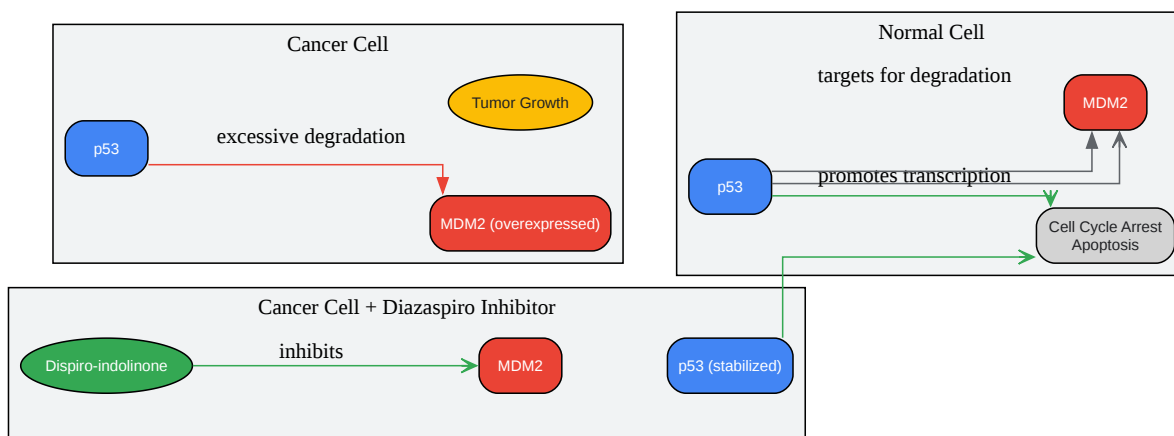 Cancer Cell
Tumor Growth
p53
excessive degradation
MDM2 (overexpressed)
Normal Cell
targets for degradation
MDM2
p53
promotes transcription
Cell Cycle Arrest
Apoptosis
Cancer Cell + Diazaspiro Inhibitor
Dispiro-indolinone
inhibits
MDM2
p53 (stabilized)